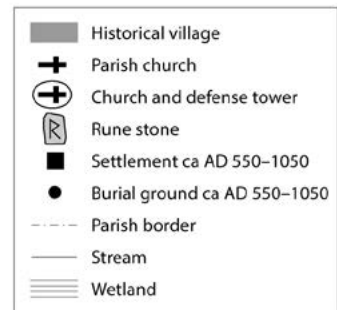 Historical village
Parish church
Church and defense tower
Rune stone
Settlement ca AD 550–1050
Burial ground ca AD 550–1050
Parish border
Stream
Wetland